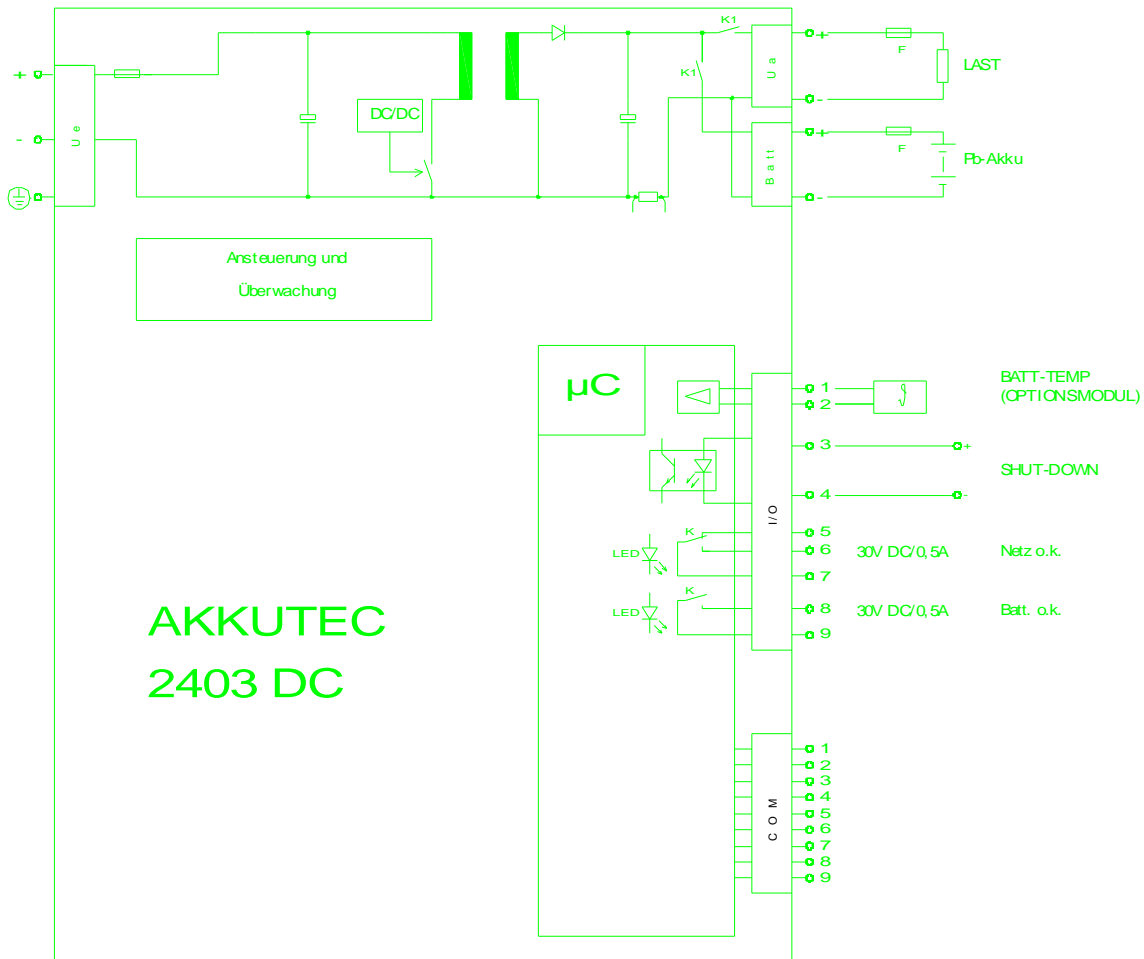 K1
+
F
LAST
U a
K1
-
+
U e
-
DC/DC
+
F
Pb-Akku
Batt
-
Ansteuerung und
Überwachung
µC
1
2
BATT-TEMP
(OPTIONSMODUL)
3
+
SHUT-DOWN
4
-
I/O
5
K
6
30V DC/0,5A
Netz o.k.
LED
7
K
8
30V DC/0,5A
Batt. o.k.
LED
9
AKKUTEC
2403 DC
COM
1
2
3
4
5
6
7
8
9